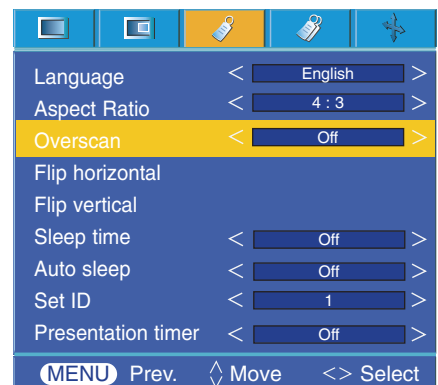 Language < English >
Aspect Ratio < 4 : 3 >
Overscan < Off >
Flip horizontal
Flip vertical
Sleep time < Off >
Auto sleep < Off >
Set ID < 1 >
Presentation timer < Off >
MENU Prev. Move <> Select